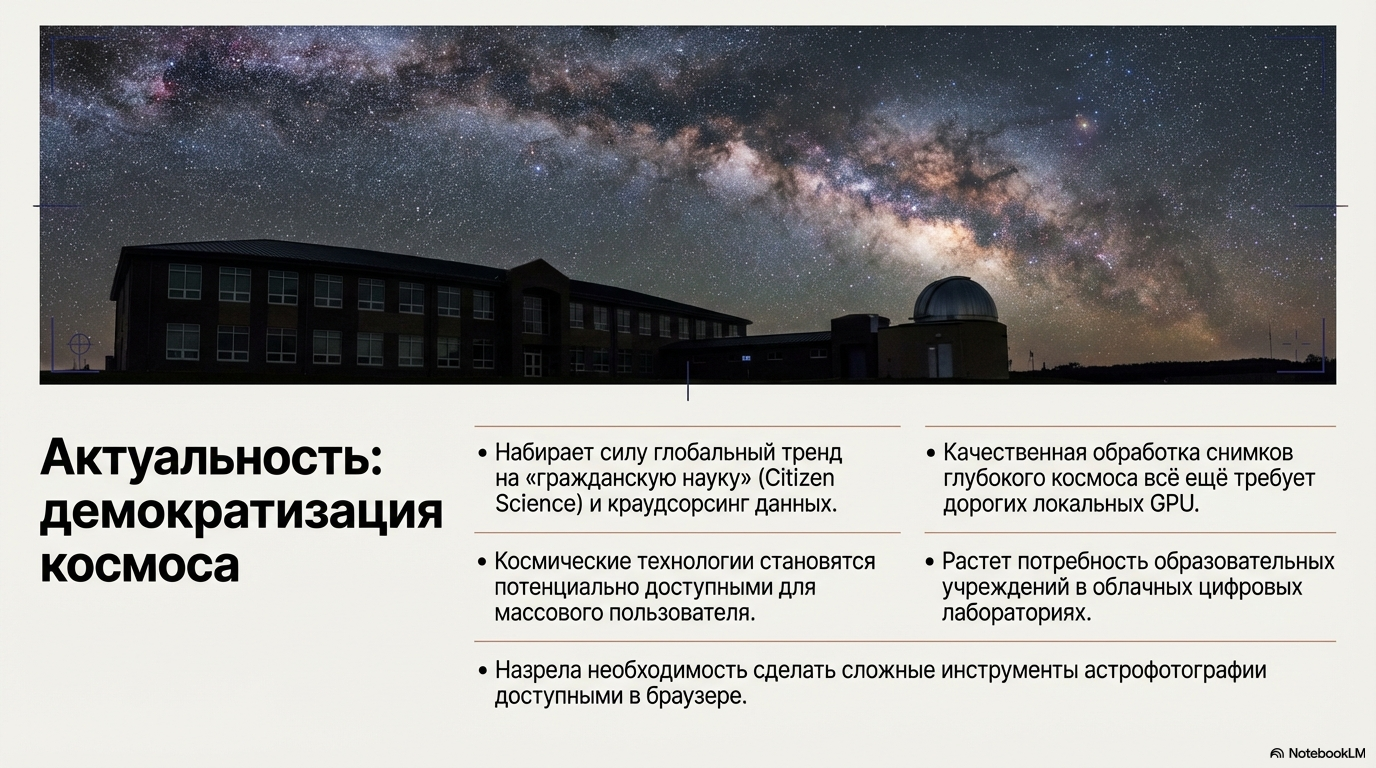 Актуальность:
демократизация
космоса
• Набирает силу глобальный тренд
на «гражданскую науку» (Citizen
Science) и краудсорсинг данных.
• Качественная обработка снимков
глубокого космоса всё ещё требует
дорогих локальных GPU.
• Космические технологии становятся
потенциально доступными для
массового пользователя.
• Растет потребность образовательных
учреждений в облачных цифровых
лабораториях.
• Назрела необходимость сделать сложные инструменты астрофотографии
доступными в браузере.
NotebookLM